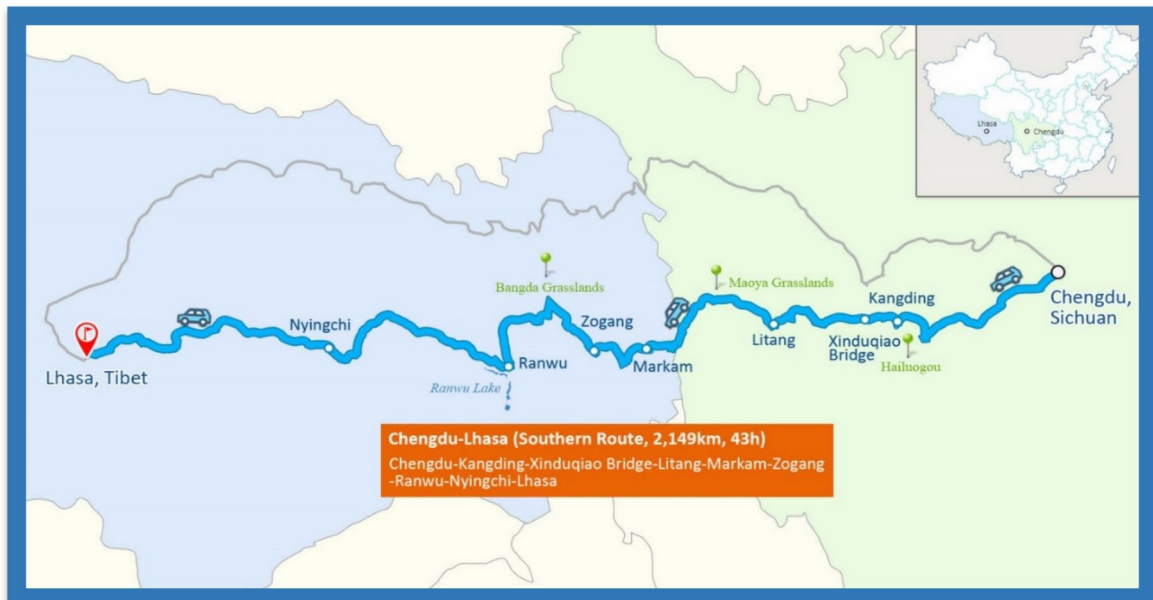 Lhasa
Chengdu
Bangda Grasslands
Maoya Grasslands
Chengdu,
Sichuan
Kangding
Nyingchi
Zogang
Litang
Xinduqiao
Bridge
Hailuogou
Ranwu
Markam
Lhasa, Tibet
Ranwu Lake
Chengdu-Lhasa (Southern Route, 2,149km, 43h)
Chengdu-Kangding-Xinduqiao Bridge-Litang-Markam-Zogang
-Ranwu-Nyingchi-Lhasa